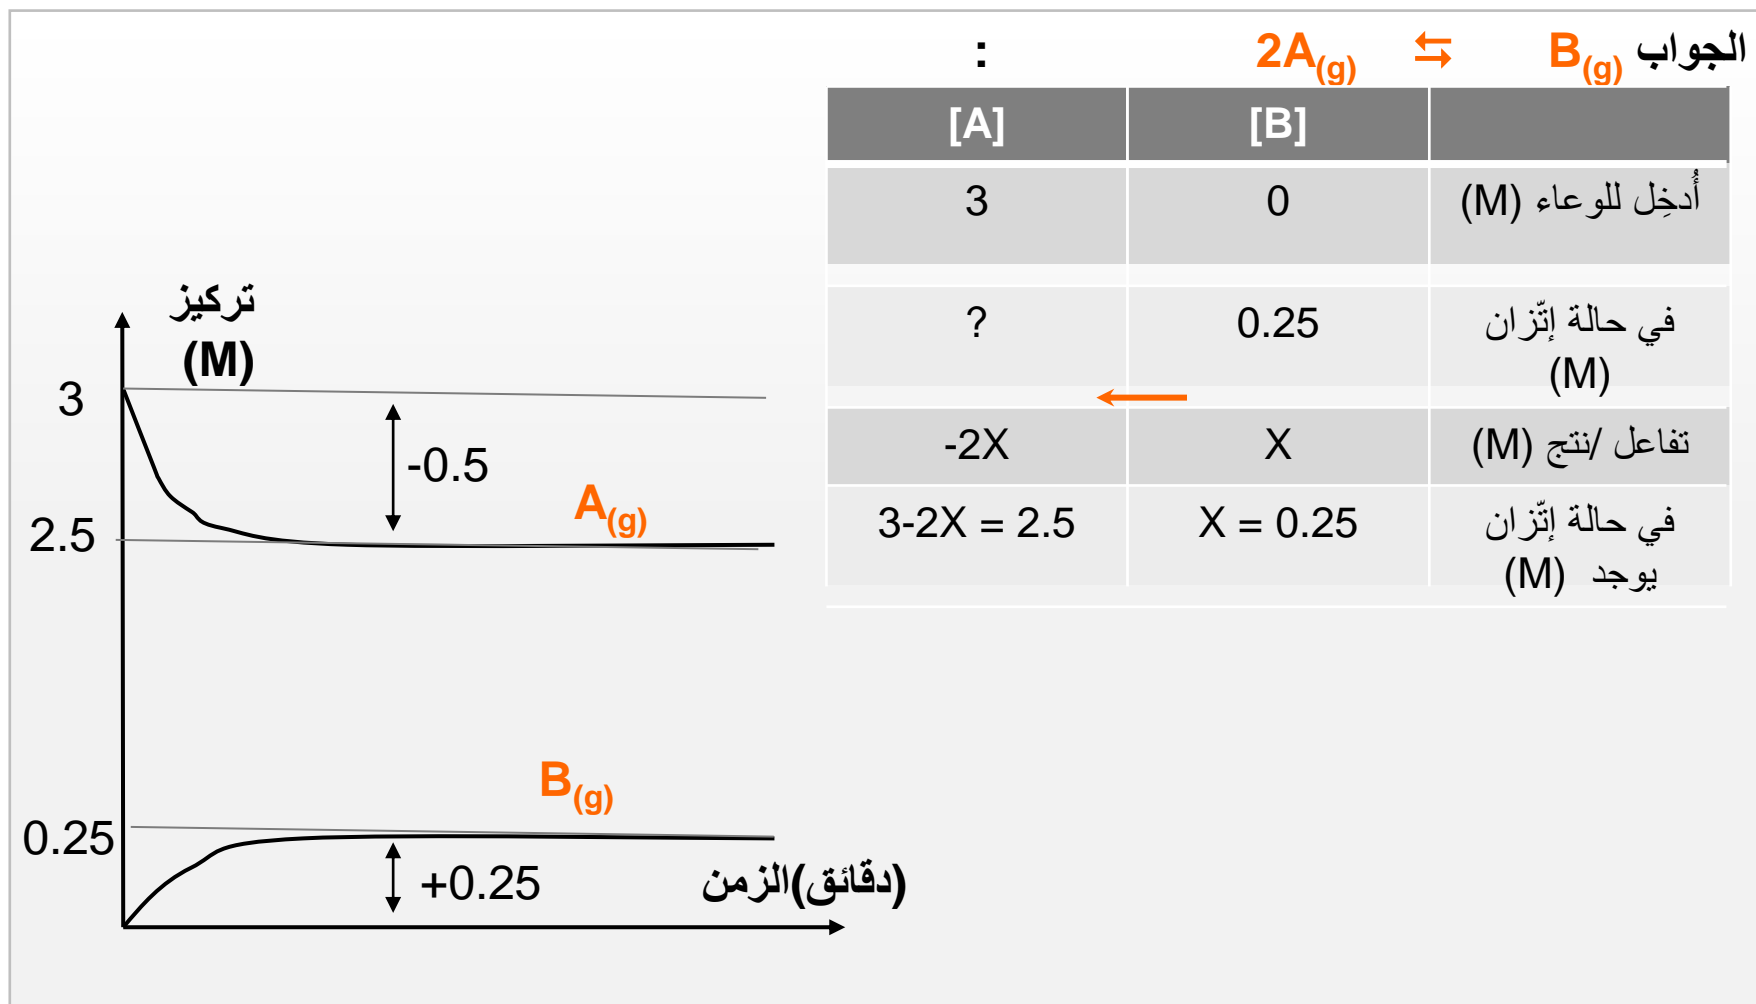 الجواب B(g) ⇆ 2A(g) :
[A] [B]
أُدخِل للوعاء (M) 0 3
في حالة إتّزان (M) 0.25 ?
تفاعل /نتج (M) X -2X
في حالة إتّزان يوجد (M) X = 0.25 3-2X = 2.5
تركيز
(M)
3
-0.5
A(g)
2.5
B(g)
0.25
+0.25
الزمن(دقائق)